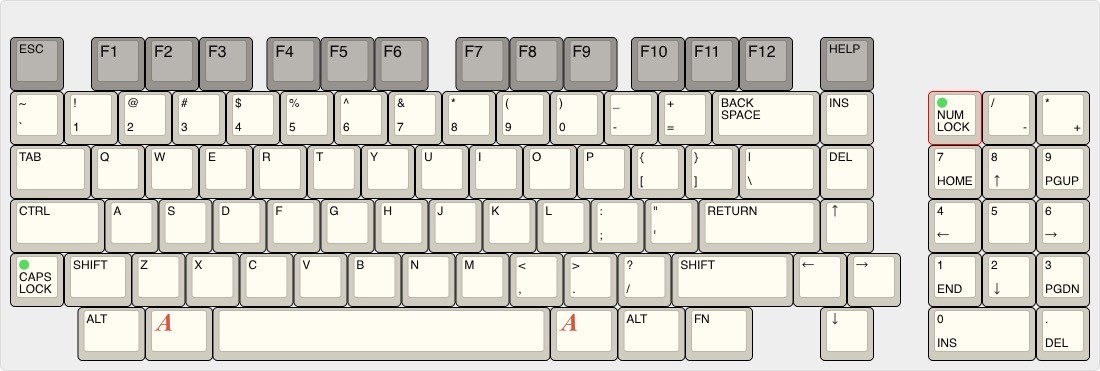 ESC F1 F2 F3 F4 F5 F6 F7 F8 F9 F10 F11 F12 HELP
~ ! @ # $ % ^ & * ( ) _ + BACK SPACE INS NUM LOCK / *
` 1 2 3 4 5 6 7 8 9 0 - = - +
TAB Q W E R T Y U I O P { } | DEL 7 8 9
[ ] \ HOME ↑ PGUP
CTRL A S D F G H J K L : " RETURN ↑ 4 5 6
; ' ← →
CAPS LOCK SHIFT Z X C V B N M < > ? SHIFT ← → 1 2 3
, . / END ↓ PGDN
ALT A A ALT FN ↓ 0 .
INS DEL